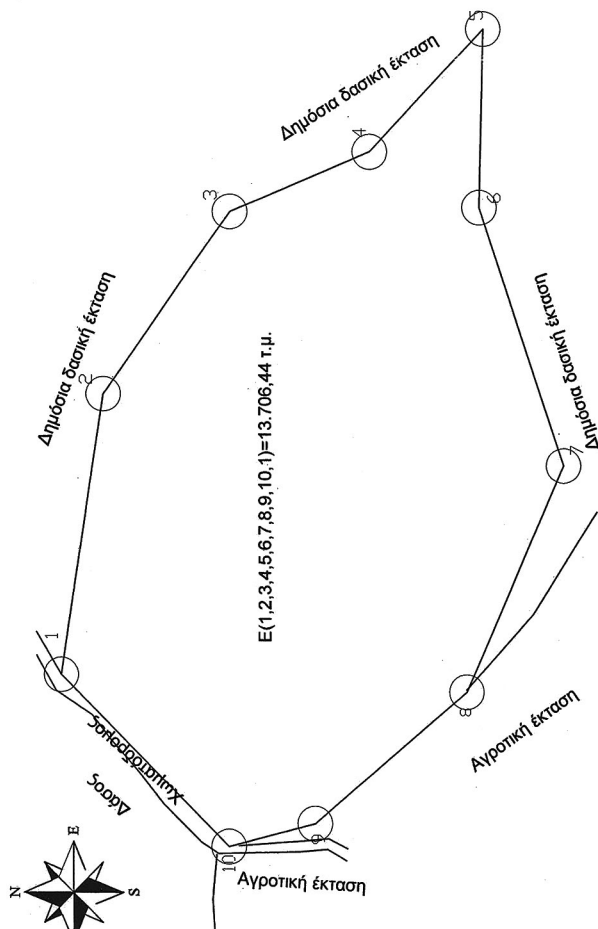 5
Δημόσια δασική έκταση
4
3
6
Δημόσια δασική έκταση
2
Δημόσια δασική έκταση
7
E(1,2,3,4,5,6,7,8,9,10,1)=13.706,44 τ.μ.
1
8
Αγροτική έκταση
Χωματόδρομος
Δάσος
9
10
Αγροτική έκταση
E
N
S